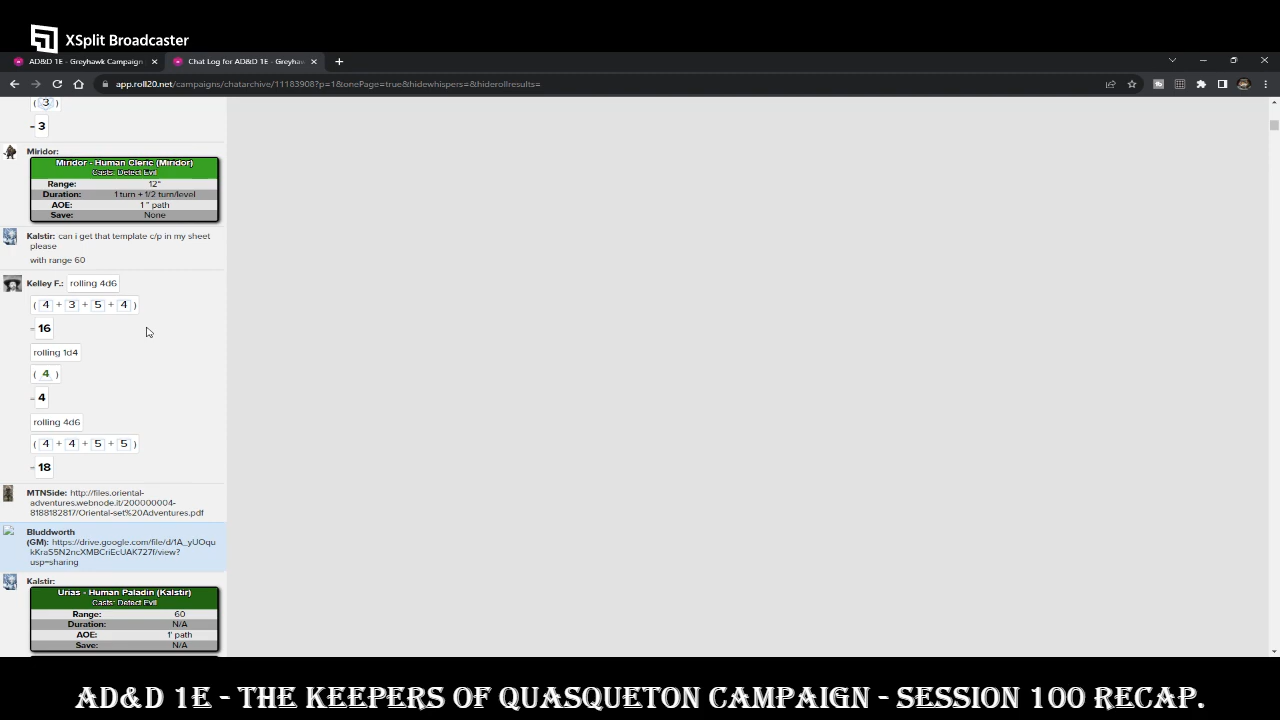 XSplit Broadcaster
AD&D 1E - Greyhawk Campaign
Chat Log for AD&D 1E - Greyhaw
app.roll20.net/campaigns/chatarchive/11183908?p=1&onePage=true&hidewhispers=&hiderollresults=
( 3 )
= 3
Miridor:
Miridor - Human Cleric (Miridor)
Casts: Detect Evil
Range: 12"
Duration: 1 turn + 1/2 turn/level
AOE: 1 " path
Save: None
Kalstir: can i get that template c/p in my sheet
please
with range 60
Kelley F.: rolling 4d6
( 4 + 3 + 5 + 4 )
= 16
rolling 1d4
( 4 )
= 4
rolling 4d6
( 4 + 4 + 5 + 5 )
= 18
MTNSide: http://files.oriental-
adventures.webnode.it/200000004-
8188182817/Oriental-set%20Adventures.pdf
Bluddworth
(GM): https://drive.google.com/file/d/1A_yUOqu
kKraS5N2ncXMBCriEcUAK727f/view?
usp=sharing
Kalstir:
Urias - Human Paladin (Kalstir)
Casts: Detect Evil
Range: 60
Duration: N/A
AOE: 1' path
Save: N/A
AD&D 1E - THE KEEPERS OF QUASQUETON CAMPAIGN - SESSION 100 RECAP.